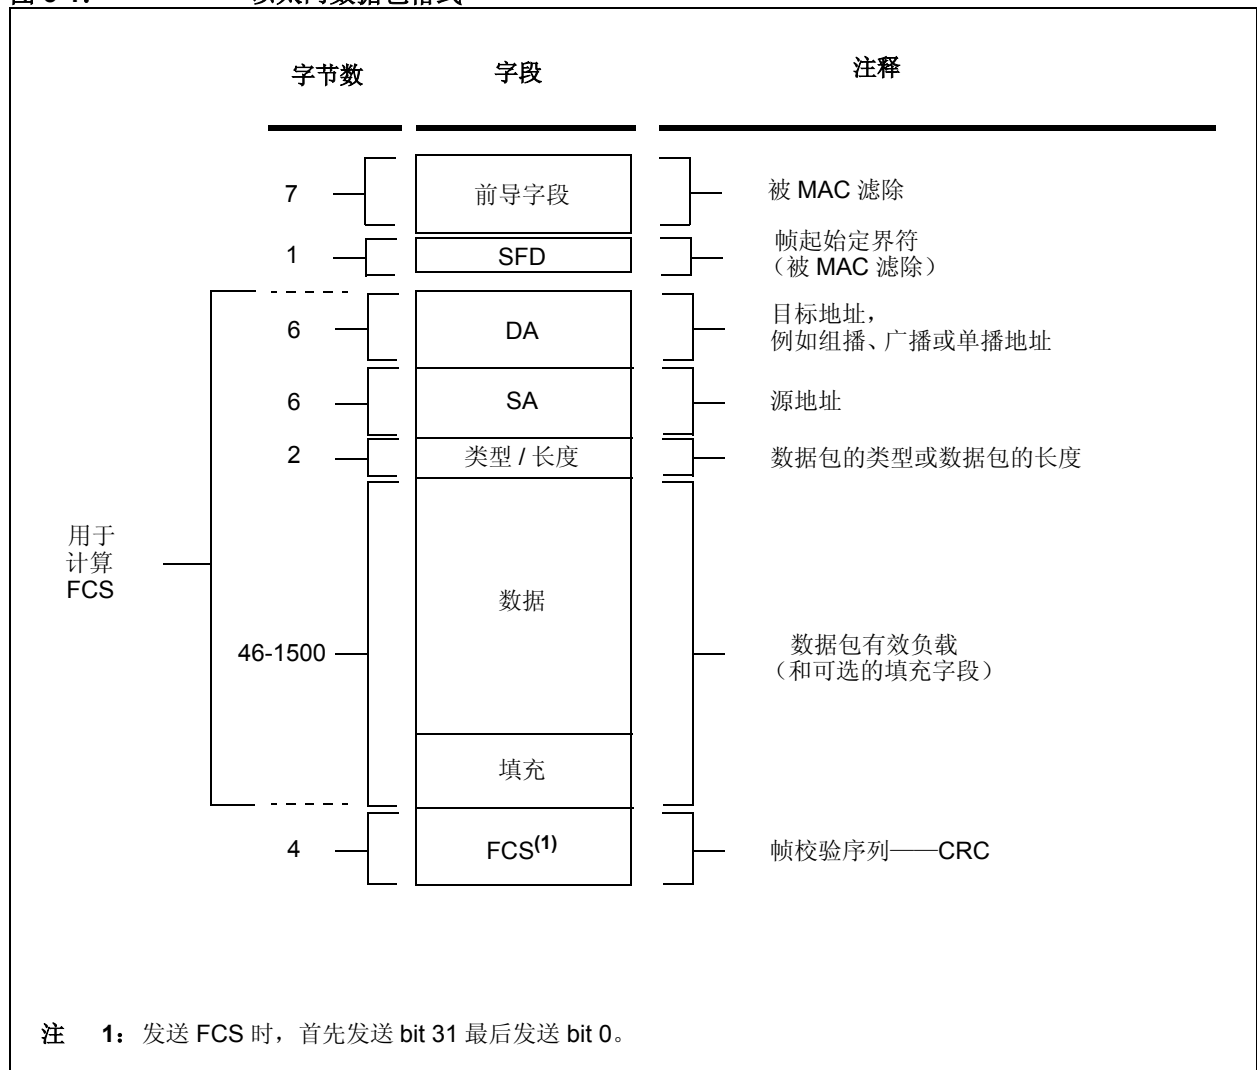 字节数 字段 注释
7 前导字段 被 MAC 滤除
1 SFD 帧起始定界符
（被 MAC 滤除）
6 DA 目标地址，
例如组播、广播或单播地址
6 SA 源地址
2 类型 / 长度 数据包的类型或数据包的长度
用于
计算
FCS
数据
46-1500 数据包有效负载
（和可选的填充字段）
填充
4 FCS(1) 帧校验序列——CRC
注 1：发送 FCS 时，首先发送 bit 31 最后发送 bit 0。